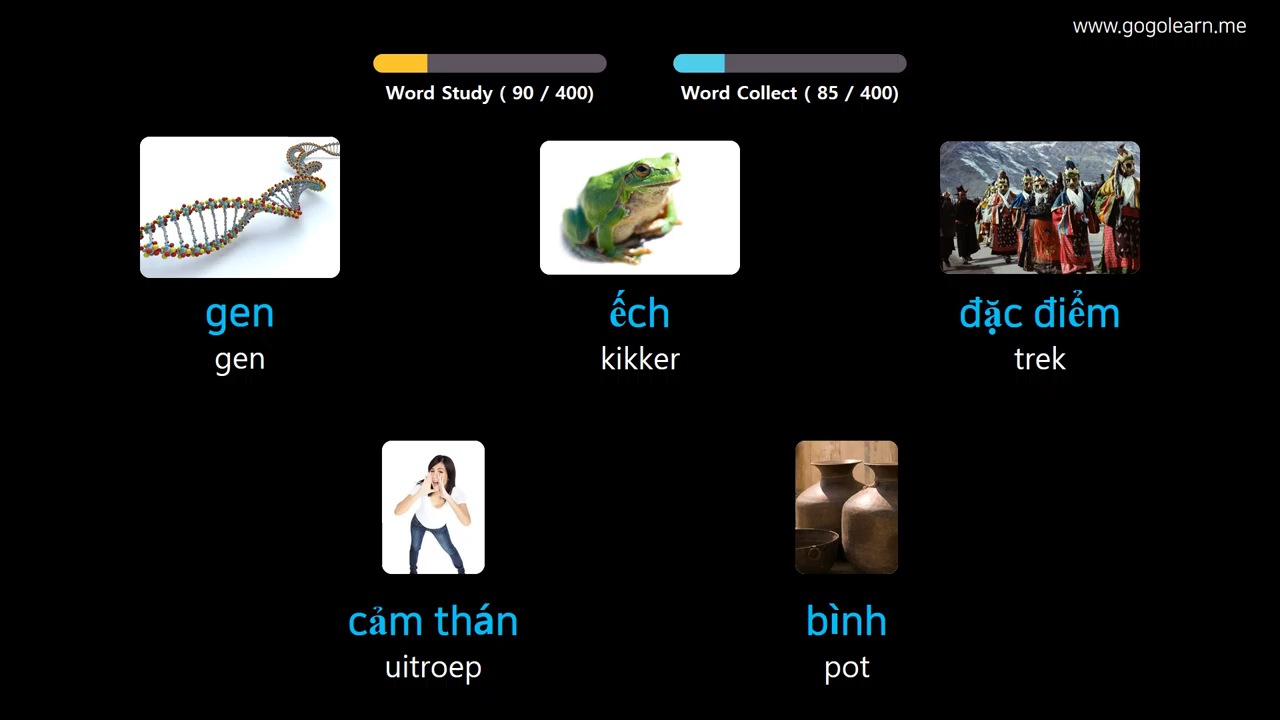 www.gogolearn.me
Word Study ( 90 / 400)
Word Collect ( 85 / 400)
gen
gen
ếch
kikker
đặc điểm
trek
cảm thán
uitroep
bình
pot